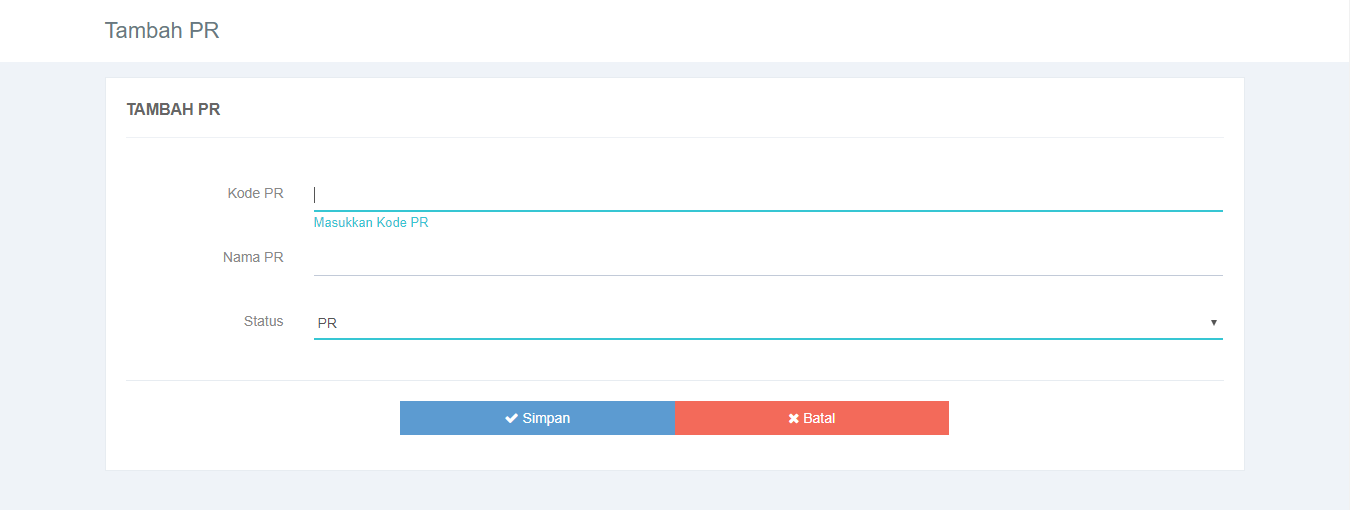 Tambah PR
TAMBAH PR
Kode PR
Masukkan Kode PR
Nama PR
Status PR
Simpan Batal